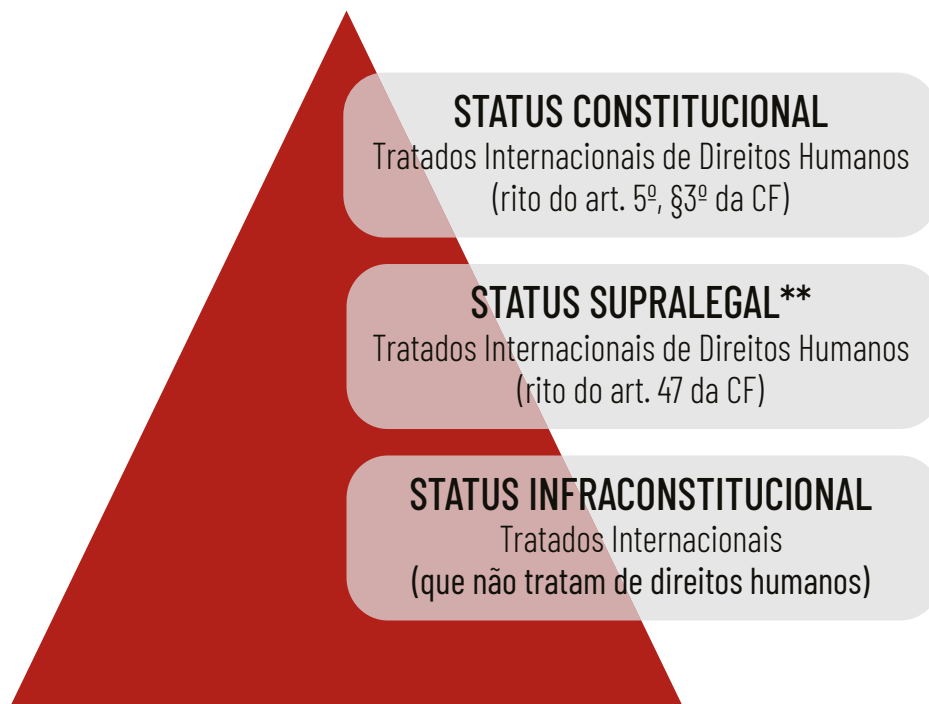 STATUS CONSTITUCIONAL
Tratados Internacionais de Direitos Humanos
(rito do art. 5º, §3º da CF)
STATUS SUPRALEGAL**
Tratados Internacionais de Direitos Humanos
(rito do art. 47 da CF)
STATUS INFRACONSTITUCIONAL
Tratados Internacionais
(que não tratam de direitos humanos)